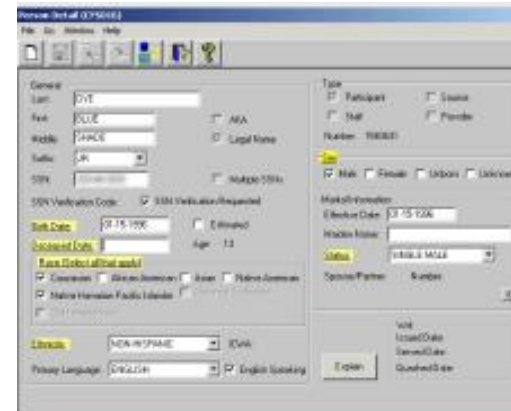 Person Detail (CFS016)
File Go Window Help
General
Last: DYE
First: BLUE AKA
Middle: SHADE Legal Name
Suffix: JR
SSN: Multiple SSNs
SSN Verification Code: SSN Verification Requested
Birth Date: 01-15-1996 Estimated
Deceased Date: Age: 13
Race (Select all that apply)
Caucasian African American Asian Native American
Native Hawaiian Pacific Islander
Ethnicity: NON-HISPANIC ICWA:
Primary Language: ENGLISH English Speaking
Type
Participant Source
Staff Provider
Number:
Sex
Male Female Unborn Unknown
Marital Information
Effective Date: 01-15-1996
Maiden Name:
Status: SINGLE MALE
Spouse/Partner: Number:
Explain
Issued Date:
Served Date:
Quashed Date: